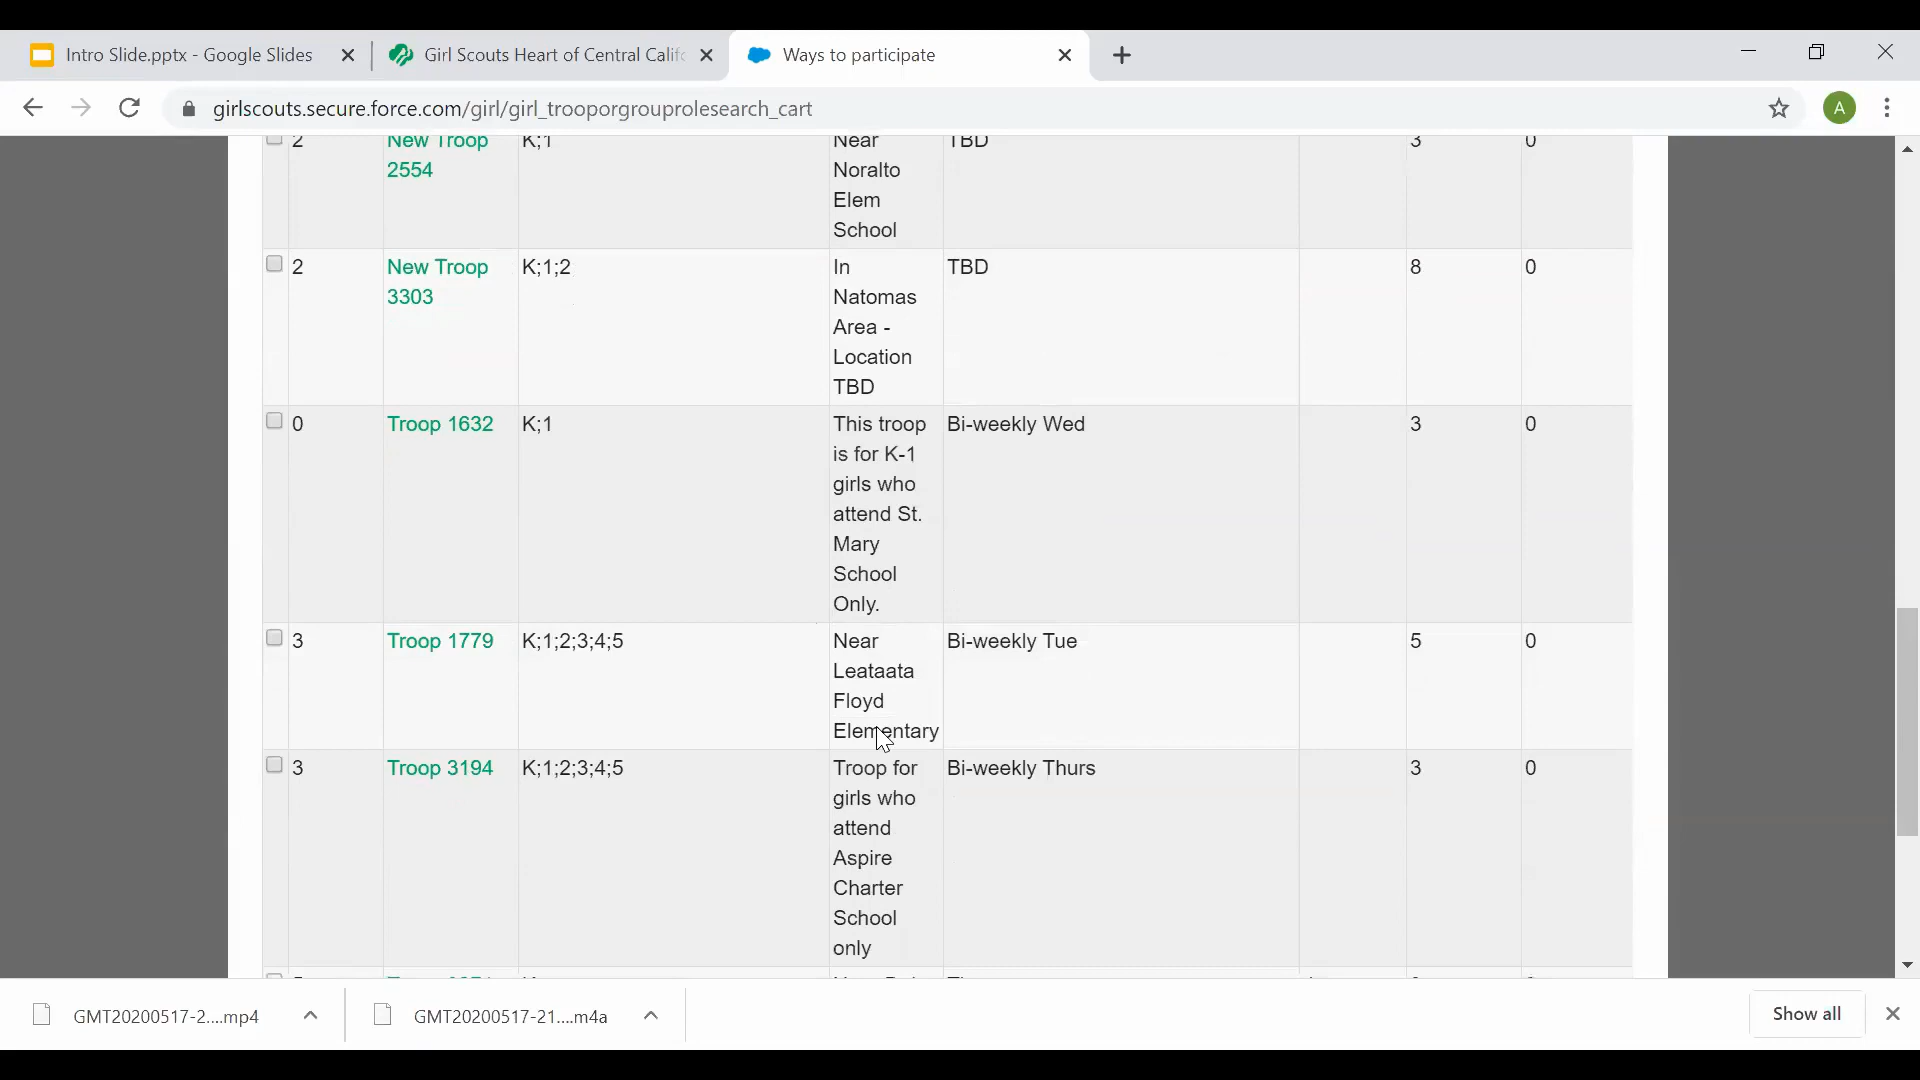 Intro Slide.pptx - Google Slides
Girl Scouts Heart of Central Calif
Ways to participate
girlscouts.secure.force.com/girl/girl_trooporgrouprolesearch_cart
A
2 New Troop K;1 Near TBD 3 0
2554 Noralto
Elem
School
2 New Troop K;1;2 In TBD 8 0
3303 Natomas
Area -
Location
TBD
0 Troop 1632 K;1 This troop Bi-weekly Wed 3 0
is for K-1
girls who
attend St.
Mary
School
Only.
3 Troop 1779 K;1;2;3;4;5 Near Bi-weekly Tue 5 0
Leataata
Floyd
Elementary
3 Troop 3194 K;1;2;3;4;5 Troop for Bi-weekly Thurs 3 0
girls who
attend
Aspire
Charter
School
only
GMT20200517-2....mp4
GMT20200517-21....m4a
Show all